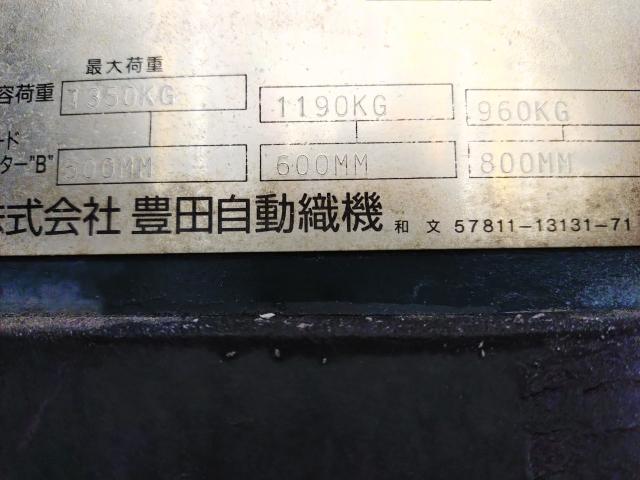 最大荷重
容荷重 1350KG 1190KG 960KG
ード
ター"B" 500MM 600MM 800MM
式会社 豊田自動織機 和文 57811-13131-71